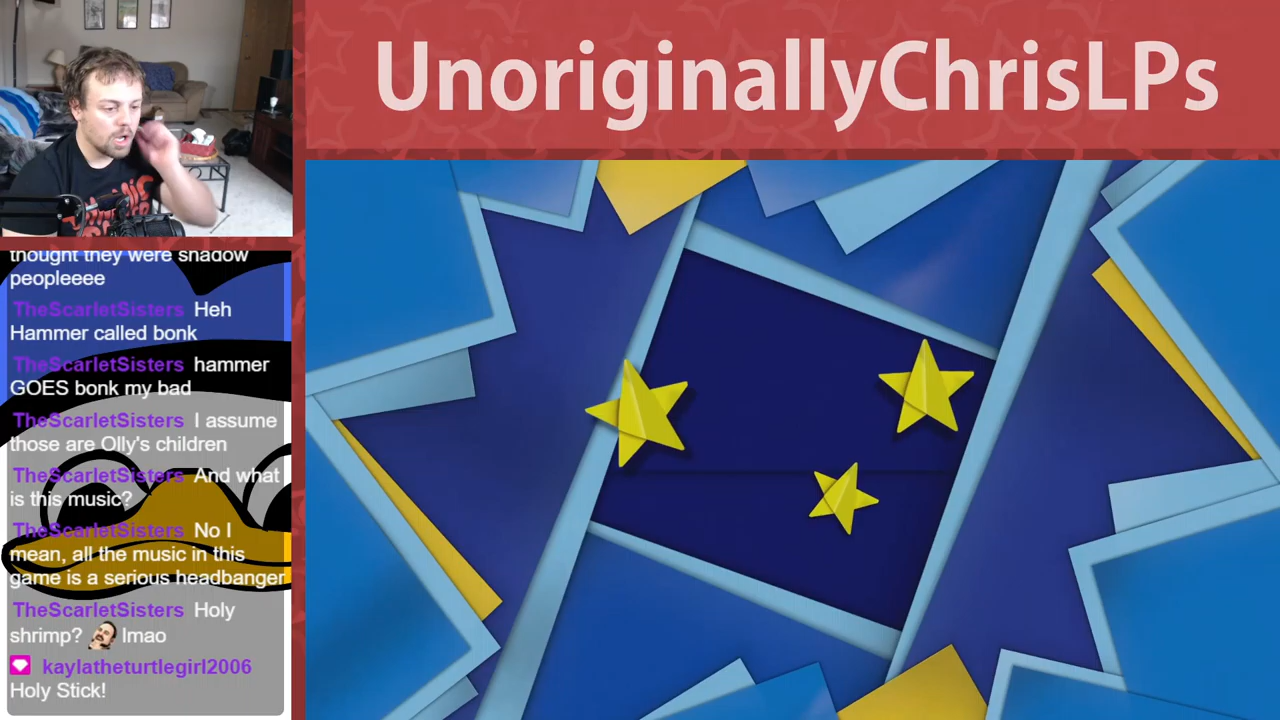 UnoriginallyChrisLPs
thought they were shadow
peopleeee
TheScarletSisters Heh
Hammer called bonk
TheScarletSisters hammer
GOES bonk my bad
TheScarletSisters I assume
those are Olly's children
TheScarletSisters And what
is this music?
TheScarletSisters No I
mean, all the music in this
game is a serious headbanger
TheScarletSisters Holy
shrimp? lmao
kaylatheturtlegirl2006
Holy Stick!